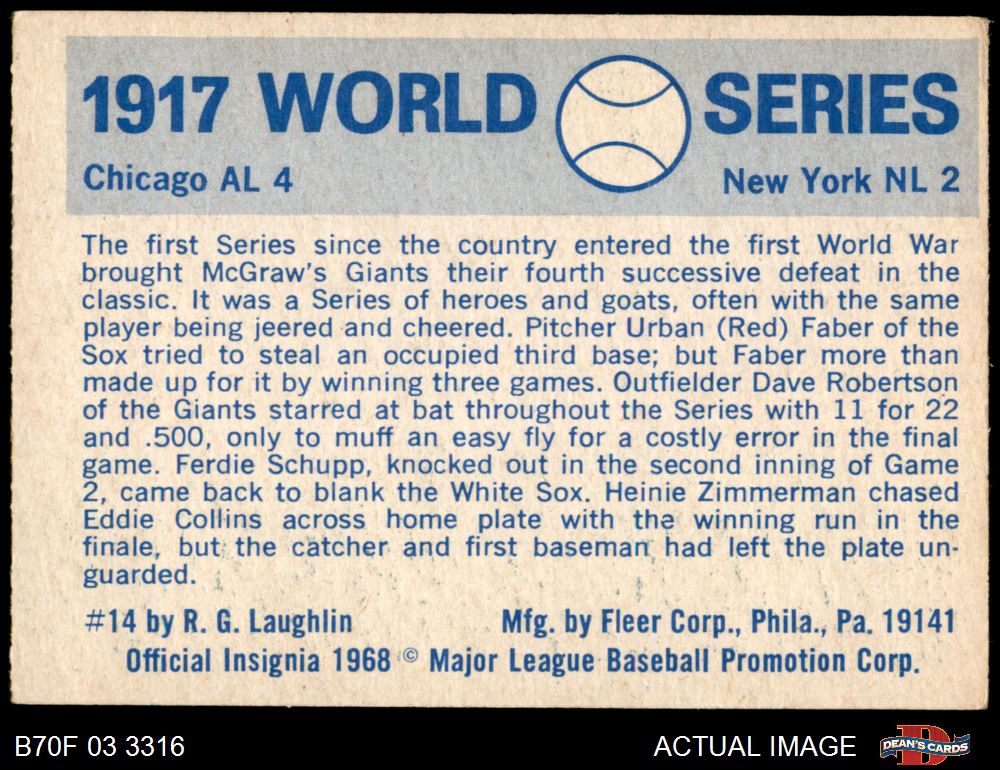 1917 WORLD SERIES
Chicago AL 4
New York NL 2
The first Series since the country entered the first World War
brought McGraw's Giants their fourth successive defeat in the
classic. It was a Series of heroes and goats, often with the same
player being jeered and cheered. Pitcher Urban (Red) Faber of the
Sox tried to steal an occupied third base; but Faber more than
made up for it by winning three games. Outfielder Dave Robertson
of the Giants starred at bat throughout the Series with 11 for 22
and .500, only to muff an easy fly for a costly error in the final
game. Ferdie Schupp, knocked out in the second inning of Game
2, came back to blank the White Sox. Heinie Zimmerman chased
Eddie Collins across home plate with the winning run in the
finale, but the catcher and first baseman had left the plate un-
guarded.
#14 by R. G. Laughlin
Mfg. by Fleer Corp., Phila., Pa. 19141
Official Insignia 1968 © Major League Baseball Promotion Corp.
B70F 03 3316
ACTUAL IMAGE
D
DEAN'S CARDS